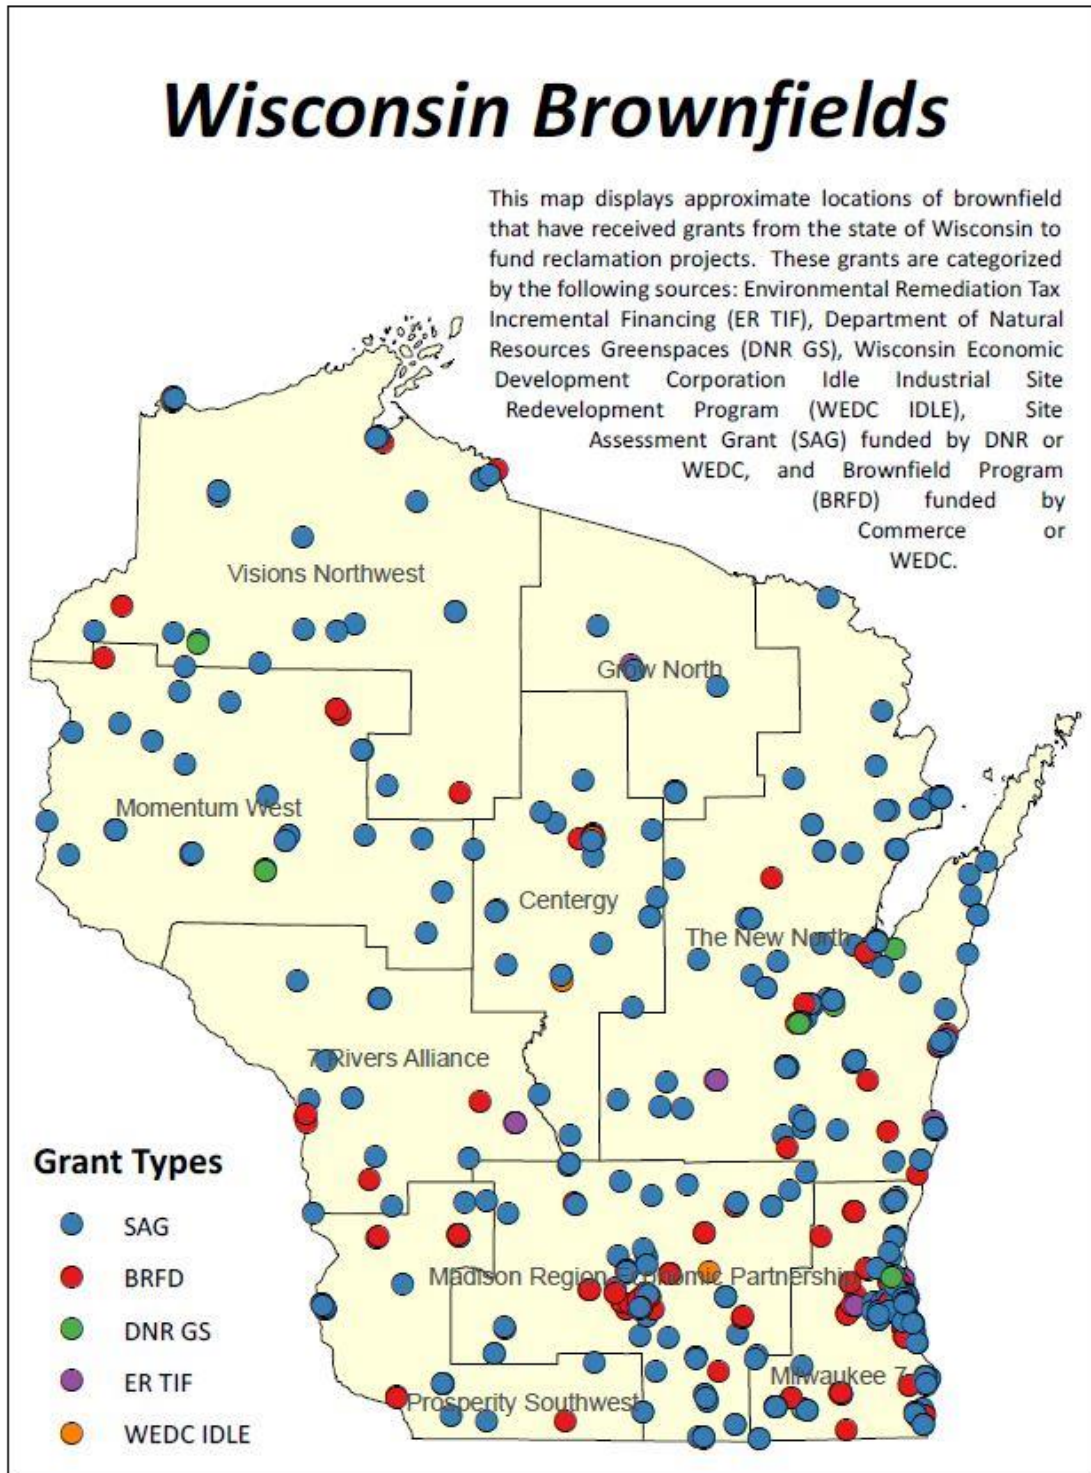 Wisconsin Brownfields
This map displays approximate locations of brownfield
that have received grants from the state of Wisconsin to
fund reclamation projects. These grants are categorized
by the following sources: Environmental Remediation Tax
Incremental Financing (ER TIF), Department of Natural
Resources Greenspaces (DNR GS), Wisconsin Economic
Development Corporation Idle Industrial Site
Redevelopment Program (WEDC IDLE), Site
Assessment Grant (SAG) funded by DNR or
WEDC, and Brownfield Program
(BRFD) funded by
Commerce or
WEDC.
Visions Northwest
Grow North
Momentum West
Centergy
The New North
7 Rivers Alliance
Madison Region Economic Partnership
Milwaukee 7
Prosperity Southwest
Grant Types
SAG
BRFD
DNR GS
ER TIF
WEDC IDLE